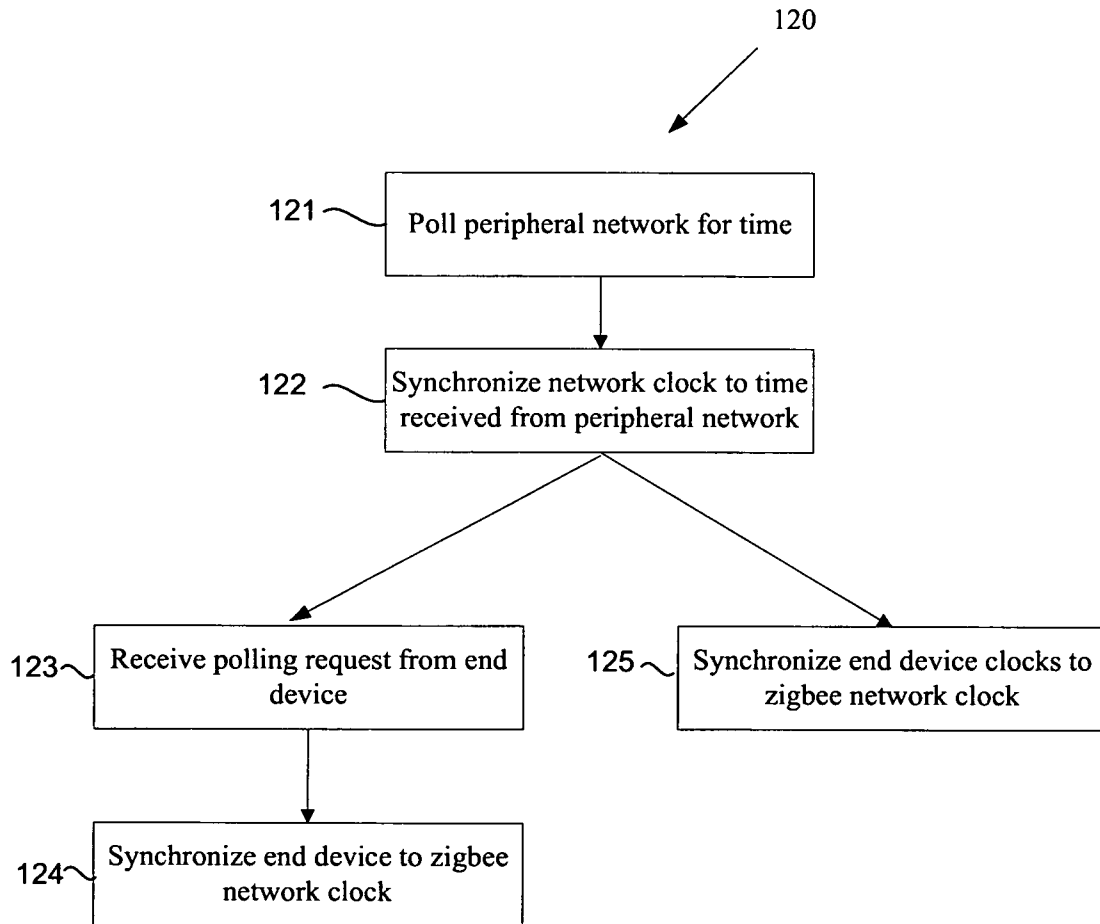 120
121
Poll peripheral network for time
122
Synchronize network clock to time
received from peripheral network
123
Receive polling request from end
device
125
Synchronize end device clocks to
zigbee network clock
124
Synchronize end device to zigbee
network clock